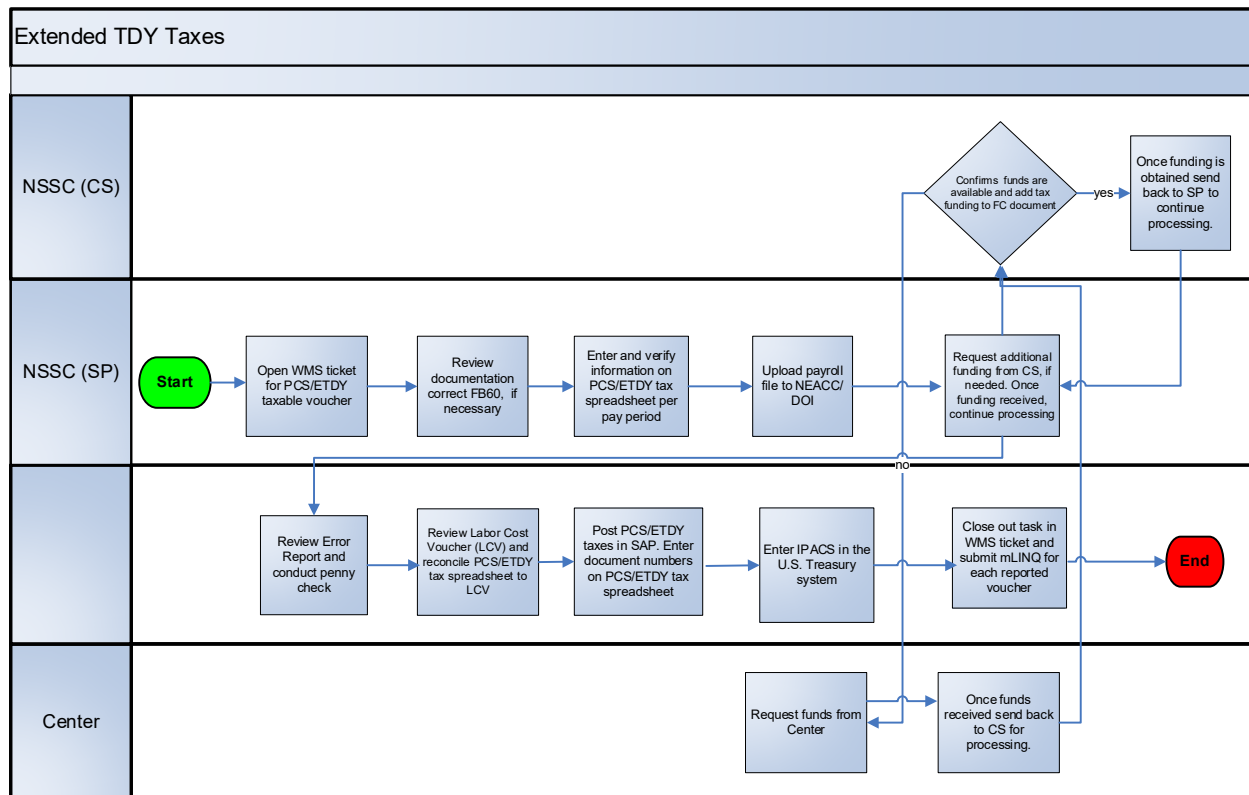 Extended TDY Taxes
NSSC (CS)
Confirms funds are
available and add tax
funding to FC document
yes
Once funding is
obtained send
back to SP to
continue
processing.
NSSC (SP)
Start
Open WMS ticket
for PCS/ETDY
taxable voucher
Review
documentation
correct FB60, if
necessary
Enter and verify
information on
PCS/ETDY tax
spreadsheet per
pay period
Upload payroll
file to NEACC/
DOI
Request additional
funding from CS, if
needed. Once
funding received,
continue processing
no
Review Error
Report and
conduct penny
check
Review Labor Cost
Voucher (LCV) and
reconcile PCS/ETDY
tax spreadsheet to
LCV
Post PCS/ETDY
taxes in SAP. Enter
document numbers
on PCS/ETDY tax
spreadsheet
Enter IPACS in the
U.S. Treasury
system
Close out task in
WMS ticket and
submit mLINQ for
each reported
voucher
End
Center
Request funds from
Center
Once funds
received send back
to CS for
processing.